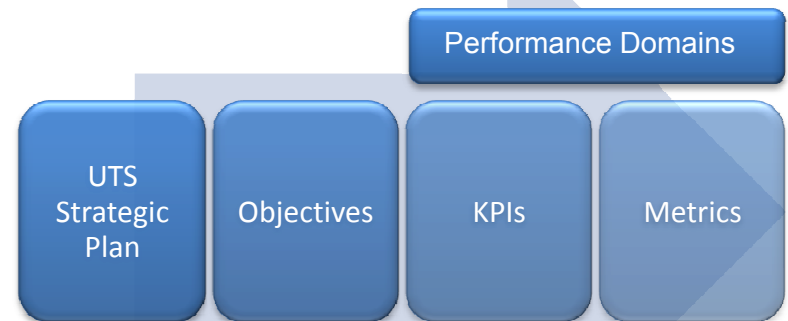 Performance Domains
UTS
Strategic
Plan
Objectives
KPIs
Metrics